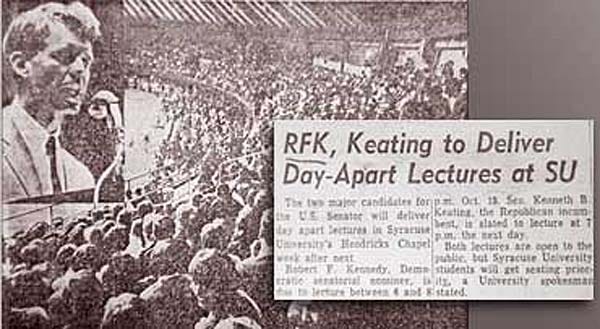 RFK, Keating to Deliver
Day-Apart Lectures at SU
The two major candidates for
the U.S. Senator will deliver
day apart lectures in Syracuse
University's Hendricks Chapel
week after next.
Robert F. Kennedy, Demo-
cratic senatorial nominee, is
due to lecture between 4 and 8
p.m. Oct. 13. Sen. Kenneth B.
Keating, the Republican incum-
bent, is slated to lecture at 7
p.m. the next day.
Both lectures are open to the
public, but Syracuse University
students will get seating prior-
ity, a University spokesman
stated.